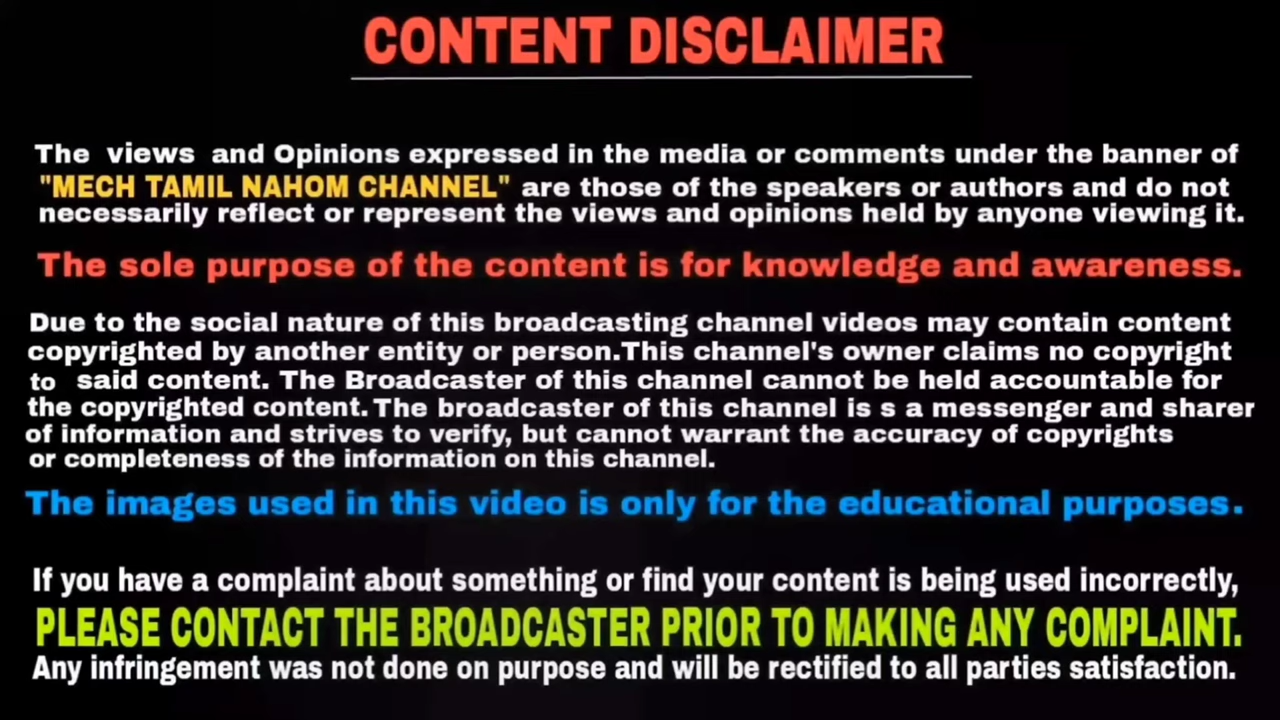 CONTENT DISCLAIMER
The views and Opinions expressed in the media or comments under the banner of
"MECH TAMIL NAHOM CHANNEL" are those of the speakers or authors and do not
necessarily reflect or represent the views and opinions held by anyone viewing it.
The sole purpose of the content is for knowledge and awareness.
Due to the social nature of this broadcasting channel videos may contain content
copyrighted by another entity or person.This channel's owner claims no copyright
to said content. The Broadcaster of this channel cannot be held accountable for
the copyrighted content. The broadcaster of this channel is s a messenger and sharer
of information and strives to verify, but cannot warrant the accuracy of copyrights
or completeness of the information on this channel.
The images used in this video is only for the educational purposes.
If you have a complaint about something or find your content is being used incorrectly,
PLEASE CONTACT THE BROADCASTER PRIOR TO MAKING ANY COMPLAINT.
Any infringement was not done on purpose and will be rectified to all parties satisfaction.